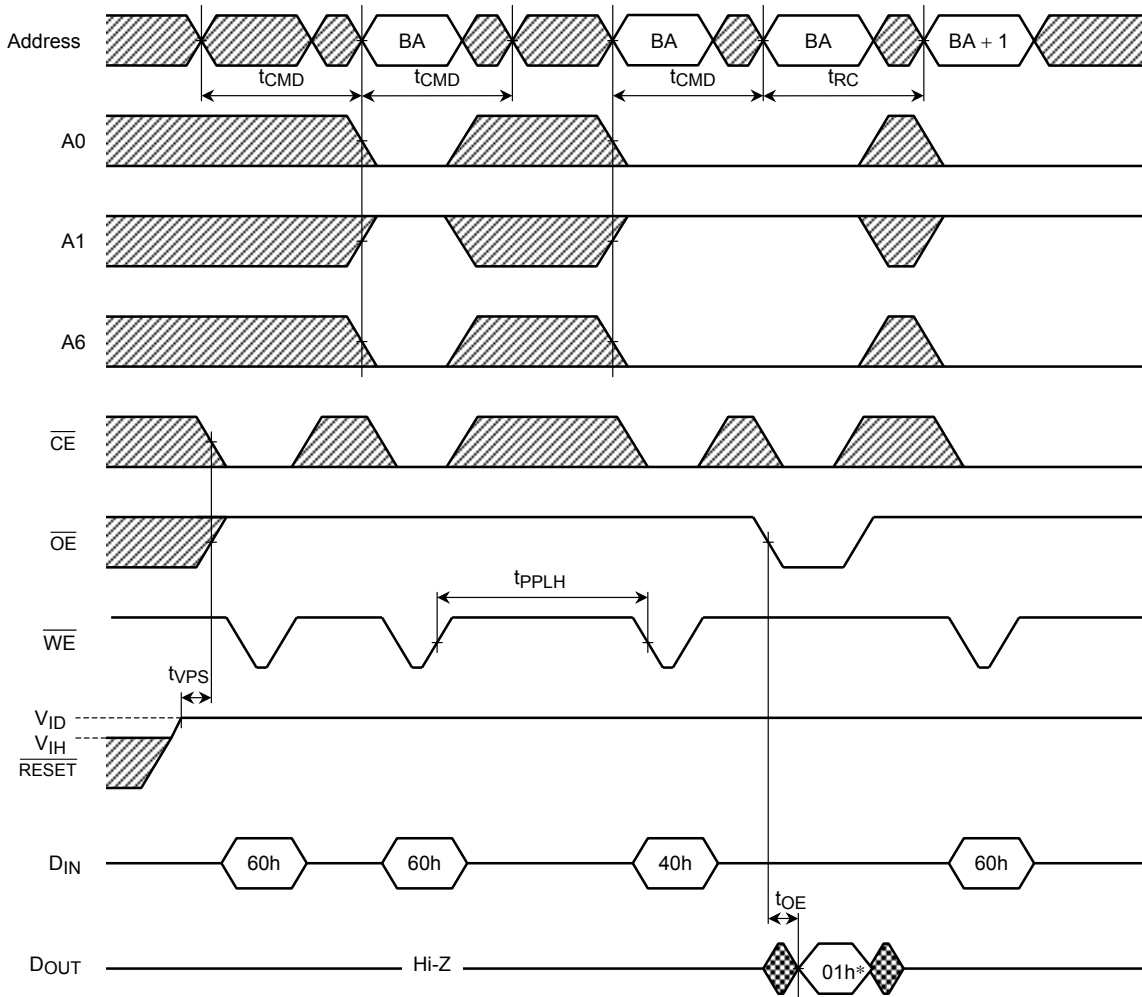 Address BA BA BA BA + 1
tCMD tCMD tCMD tRC
A0
A1
A6
CE
OE
tPPLH
WE
tVPS
VID
VIH
RESET
DIN 60h 60h 40h 60h
tOE
DOUT Hi-Z 01h*